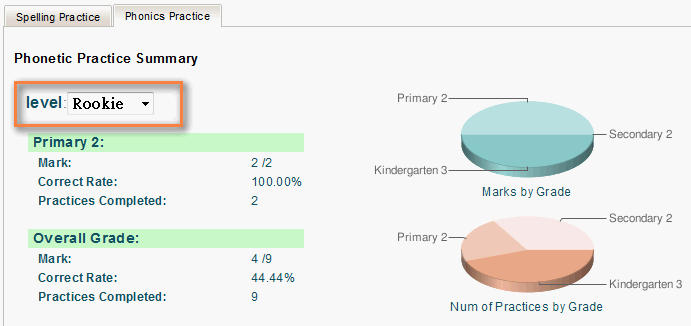 Spelling Practice
Phonics Practice
Phonetic Practice Summary
level: Rookie
Primary 2:
Mark: 2 /2
Correct Rate: 100.00%
Practices Completed: 2
Overall Grade:
Mark: 4 /9
Correct Rate: 44.44%
Practices Completed: 9
Primary 2
Secondary 2
Kindergarten 3
Marks by Grade
Secondary 2
Primary 2
Kindergarten 3
Num of Practices by Grade